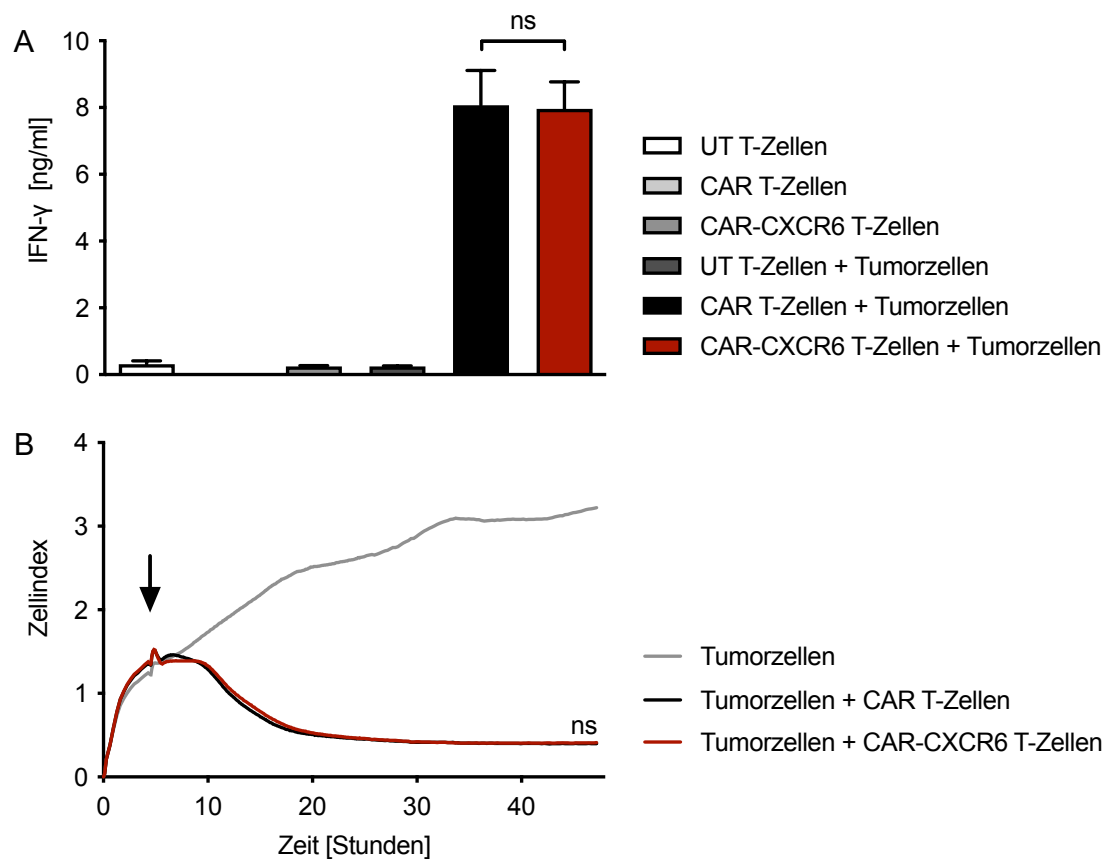 A
ns
10
8
6
4
2
0
IFN-γ [ng/ml]
UT T-Zellen
CAR T-Zellen
CAR-CXCR6 T-Zellen
UT T-Zellen + Tumorzellen
CAR T-Zellen + Tumorzellen
CAR-CXCR6 T-Zellen + Tumorzellen
B
4
3
2
1
0
Zellindex
ns
0 10 20 30 40
Zeit [Stunden]
Tumorzellen
Tumorzellen + CAR T-Zellen
Tumorzellen + CAR-CXCR6 T-Zellen